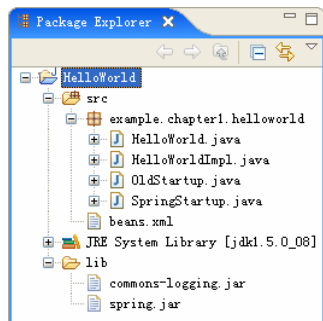 Package Explorer
HelloWorld
src
example.chapter1.helloworld
HelloWorld.java
HelloWorldImpl.java
OldStartup.java
SpringStartup.java
beans.xml
JRE System Library [jdk1.5.0_08]
lib
commons-logging.jar
spring.jar